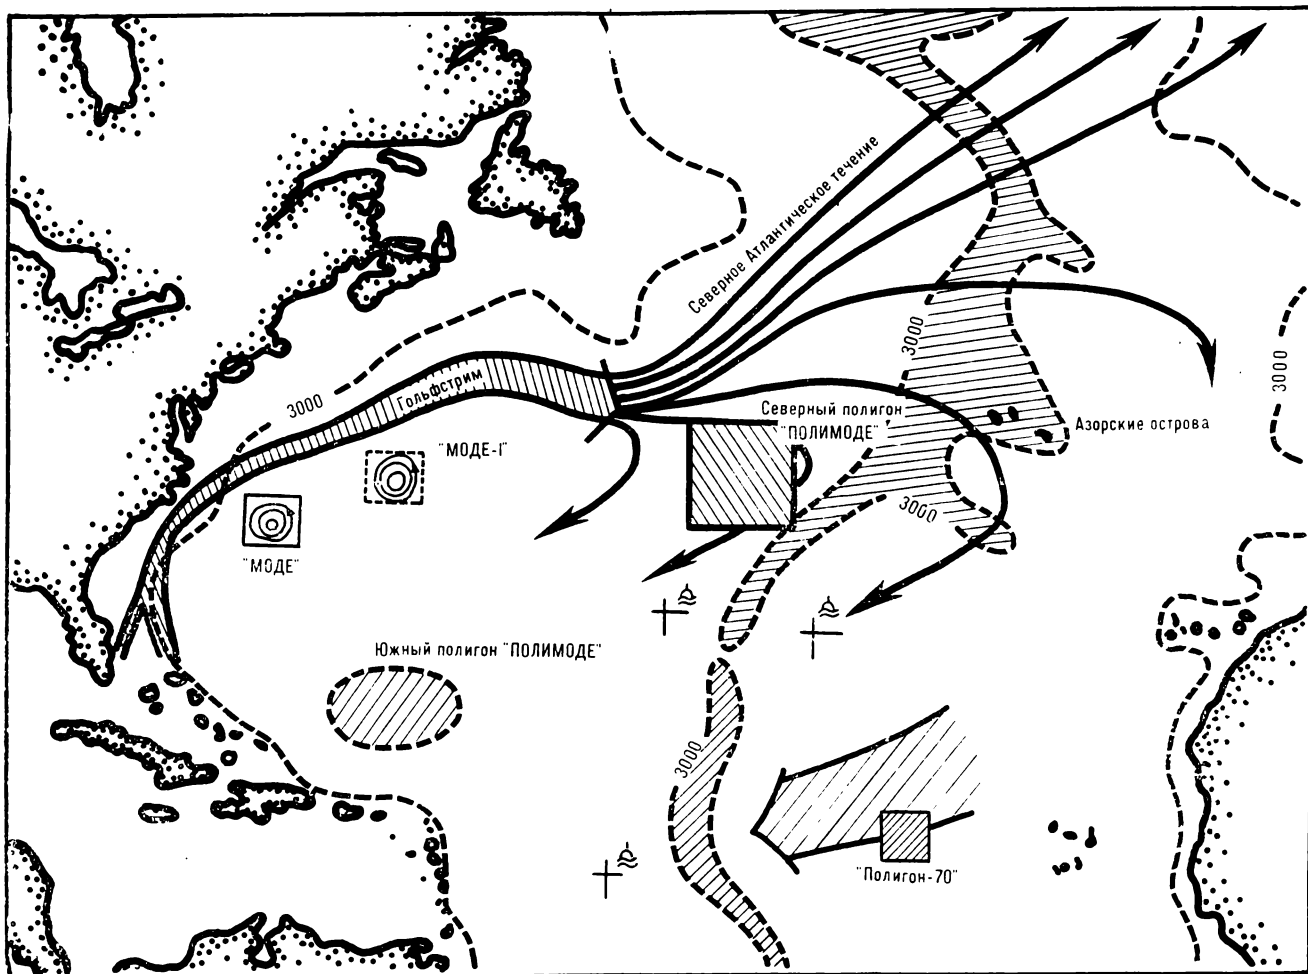 Северное Атлантическое течение
3000
3000
3000
Гольфстрим
Северный полигон
"ПОЛИМОДЕ"
Азорские острова
"МОДЕ-I"
3000
"МОДЕ"
Южный полигон "ПОЛИМОДЕ"
3000
"Полигон-70"